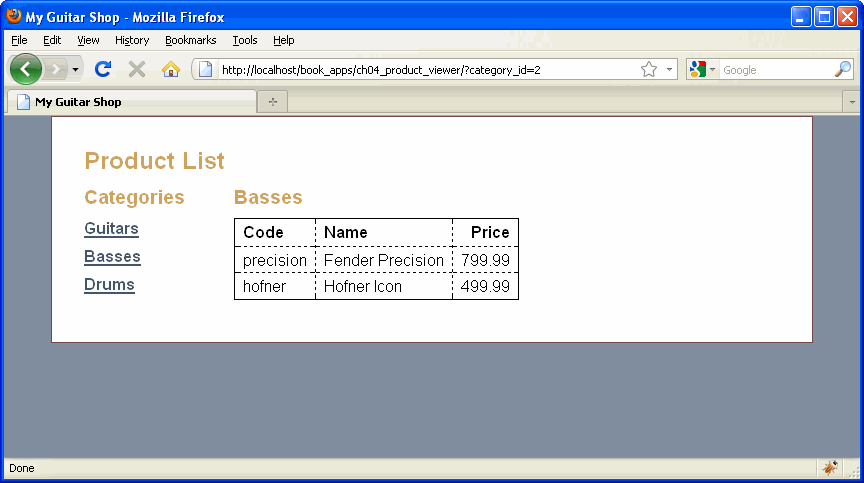 My Guitar Shop - Mozilla Firefox
File Edit View History Bookmarks Tools Help
http://localhost/book_apps/ch04_product_viewer/?category_id=2
Google
My Guitar Shop
Product List
Categories
Guitars
Basses
Drums
Basses
Code Name Price
precision Fender Precision 799.99
hofner Hofner Icon 499.99
Done